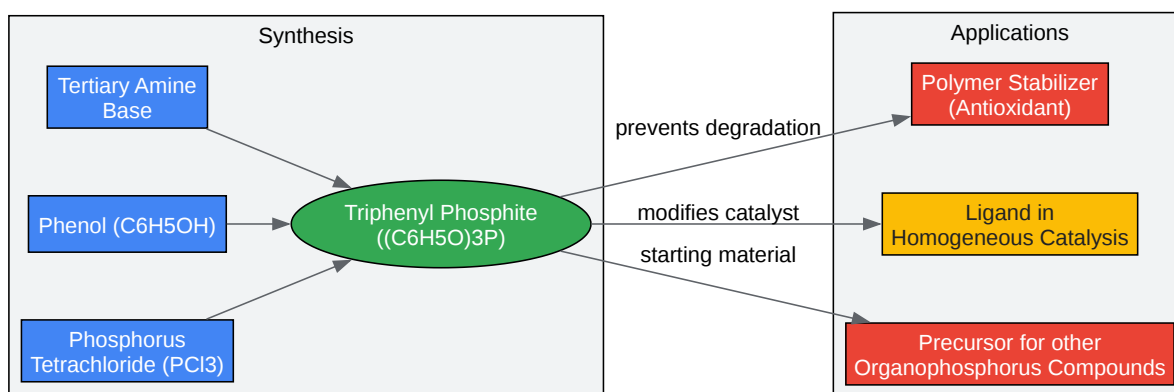 Synthesis
Tertiary Amine
Base
Phenol (C6H5OH)
Phosphorus
Tetrachloride (PCl3)
Triphenyl Phosphite
((C6H5O)3P)
prevents degradation
modifies catalyst
starting material
Applications
Polymer Stabilizer
(Antioxidant)
Ligand in
Homogeneous Catalysis
Precursor for other
Organophosphorus Compounds